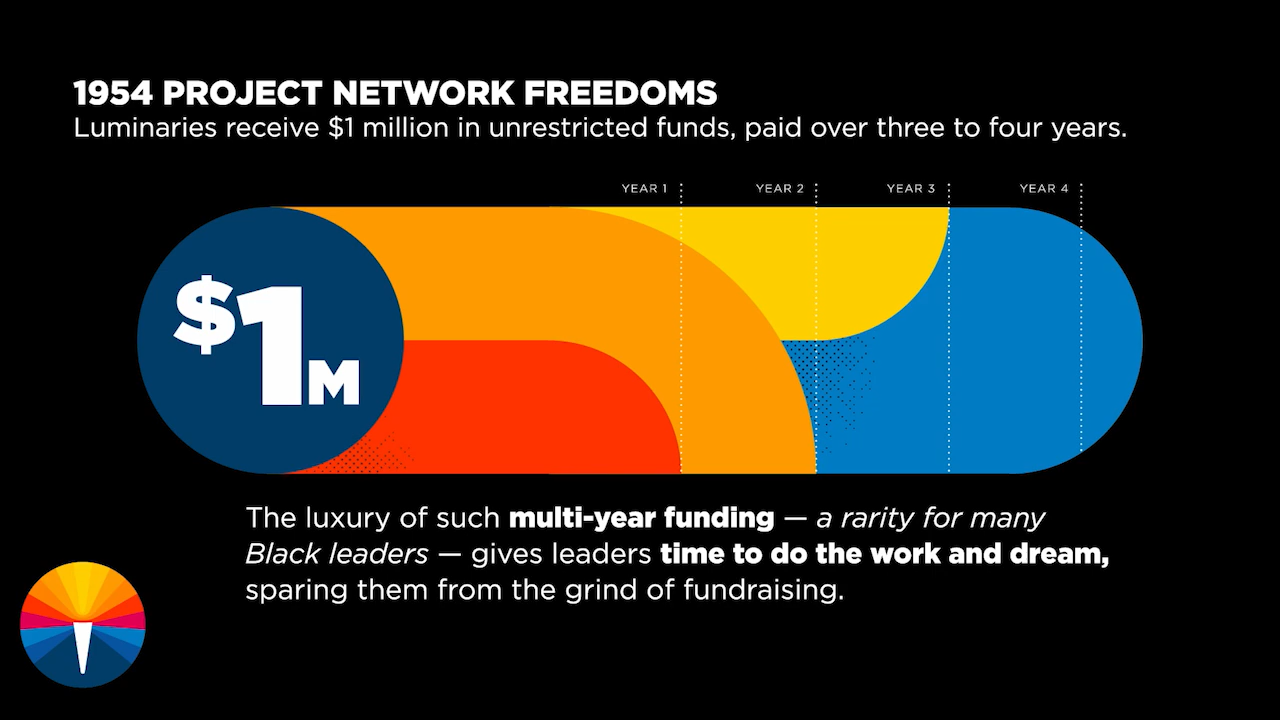 1954 PROJECT NETWORK FREEDOMS
Luminaries receive $1 million in unrestricted funds, paid over three to four years.
YEAR 1 YEAR 2 YEAR 3 YEAR 4
$1M
The luxury of such multi-year funding — a rarity for many
Black leaders — gives leaders time to do the work and dream,
sparing them from the grind of fundraising.